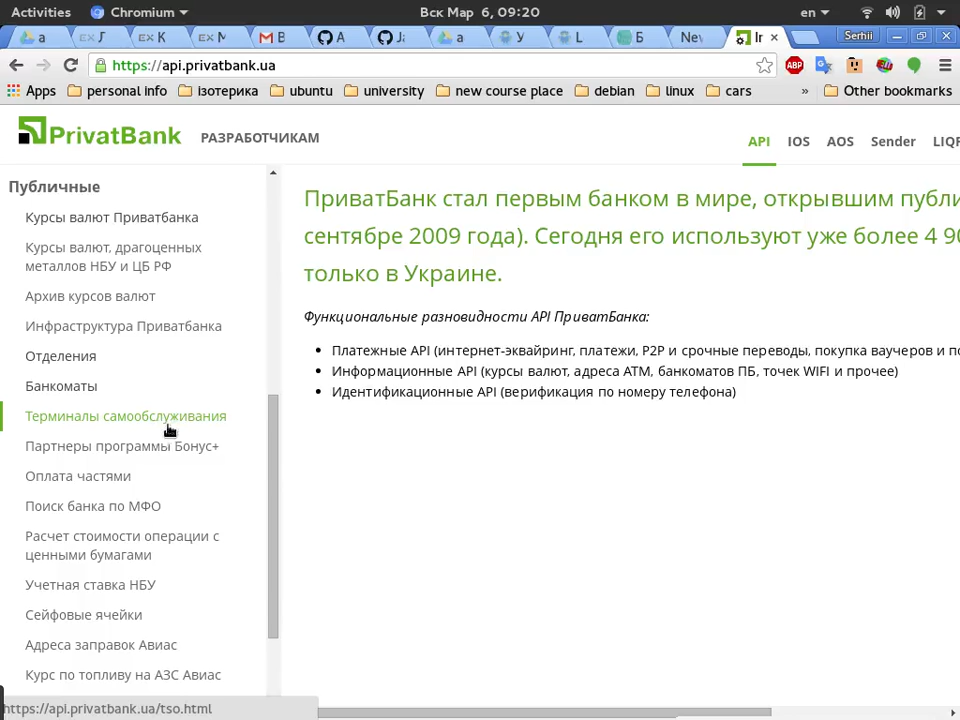 Activities Chromium Вск Мар 6, 09:20 en
a Л К М В А Ja а У L Б Nev Ir × Serhii
https://api.privatbank.ua ABP
Apps personal info ізотерика ubuntu university new course place debian linux cars » Other bookmarks
PrivatBank РАЗРАБОТЧИКАМ API IOS AOS Sender LIQP
Публичные
Курсы валют Приватбанка
Курсы валют, драгоценных
металлов НБУ и ЦБ РФ
Архив курсов валют
Инфраструктура Приватбанка
Отделения
Банкоматы
Терминалы самообслуживания
Партнеры программы Бонус+
Оплата частями
Поиск банка по МФО
Расчет стоимости операции с
ценными бумагами
Учетная ставка НБУ
Сейфовые ячейки
Адреса заправок Авиас
Курс по топливу на АЗС Авиас
https://api.privatbank.ua/tso.html
ПриватБанк стал первым банком в мире, открывшим публи
сентябре 2009 года). Сегодня его используют уже более 4 90
только в Украине.
Функциональные разновидности API ПриватБанка:
Платежные API (интернет-эквайринг, платежи, P2P и срочные переводы, покупка ваучеров и по
Информационные API (курсы валют, адреса АТМ, банкоматов ПБ, точек WIFI и прочее)
Идентификационные API (верификация по номеру телефона)